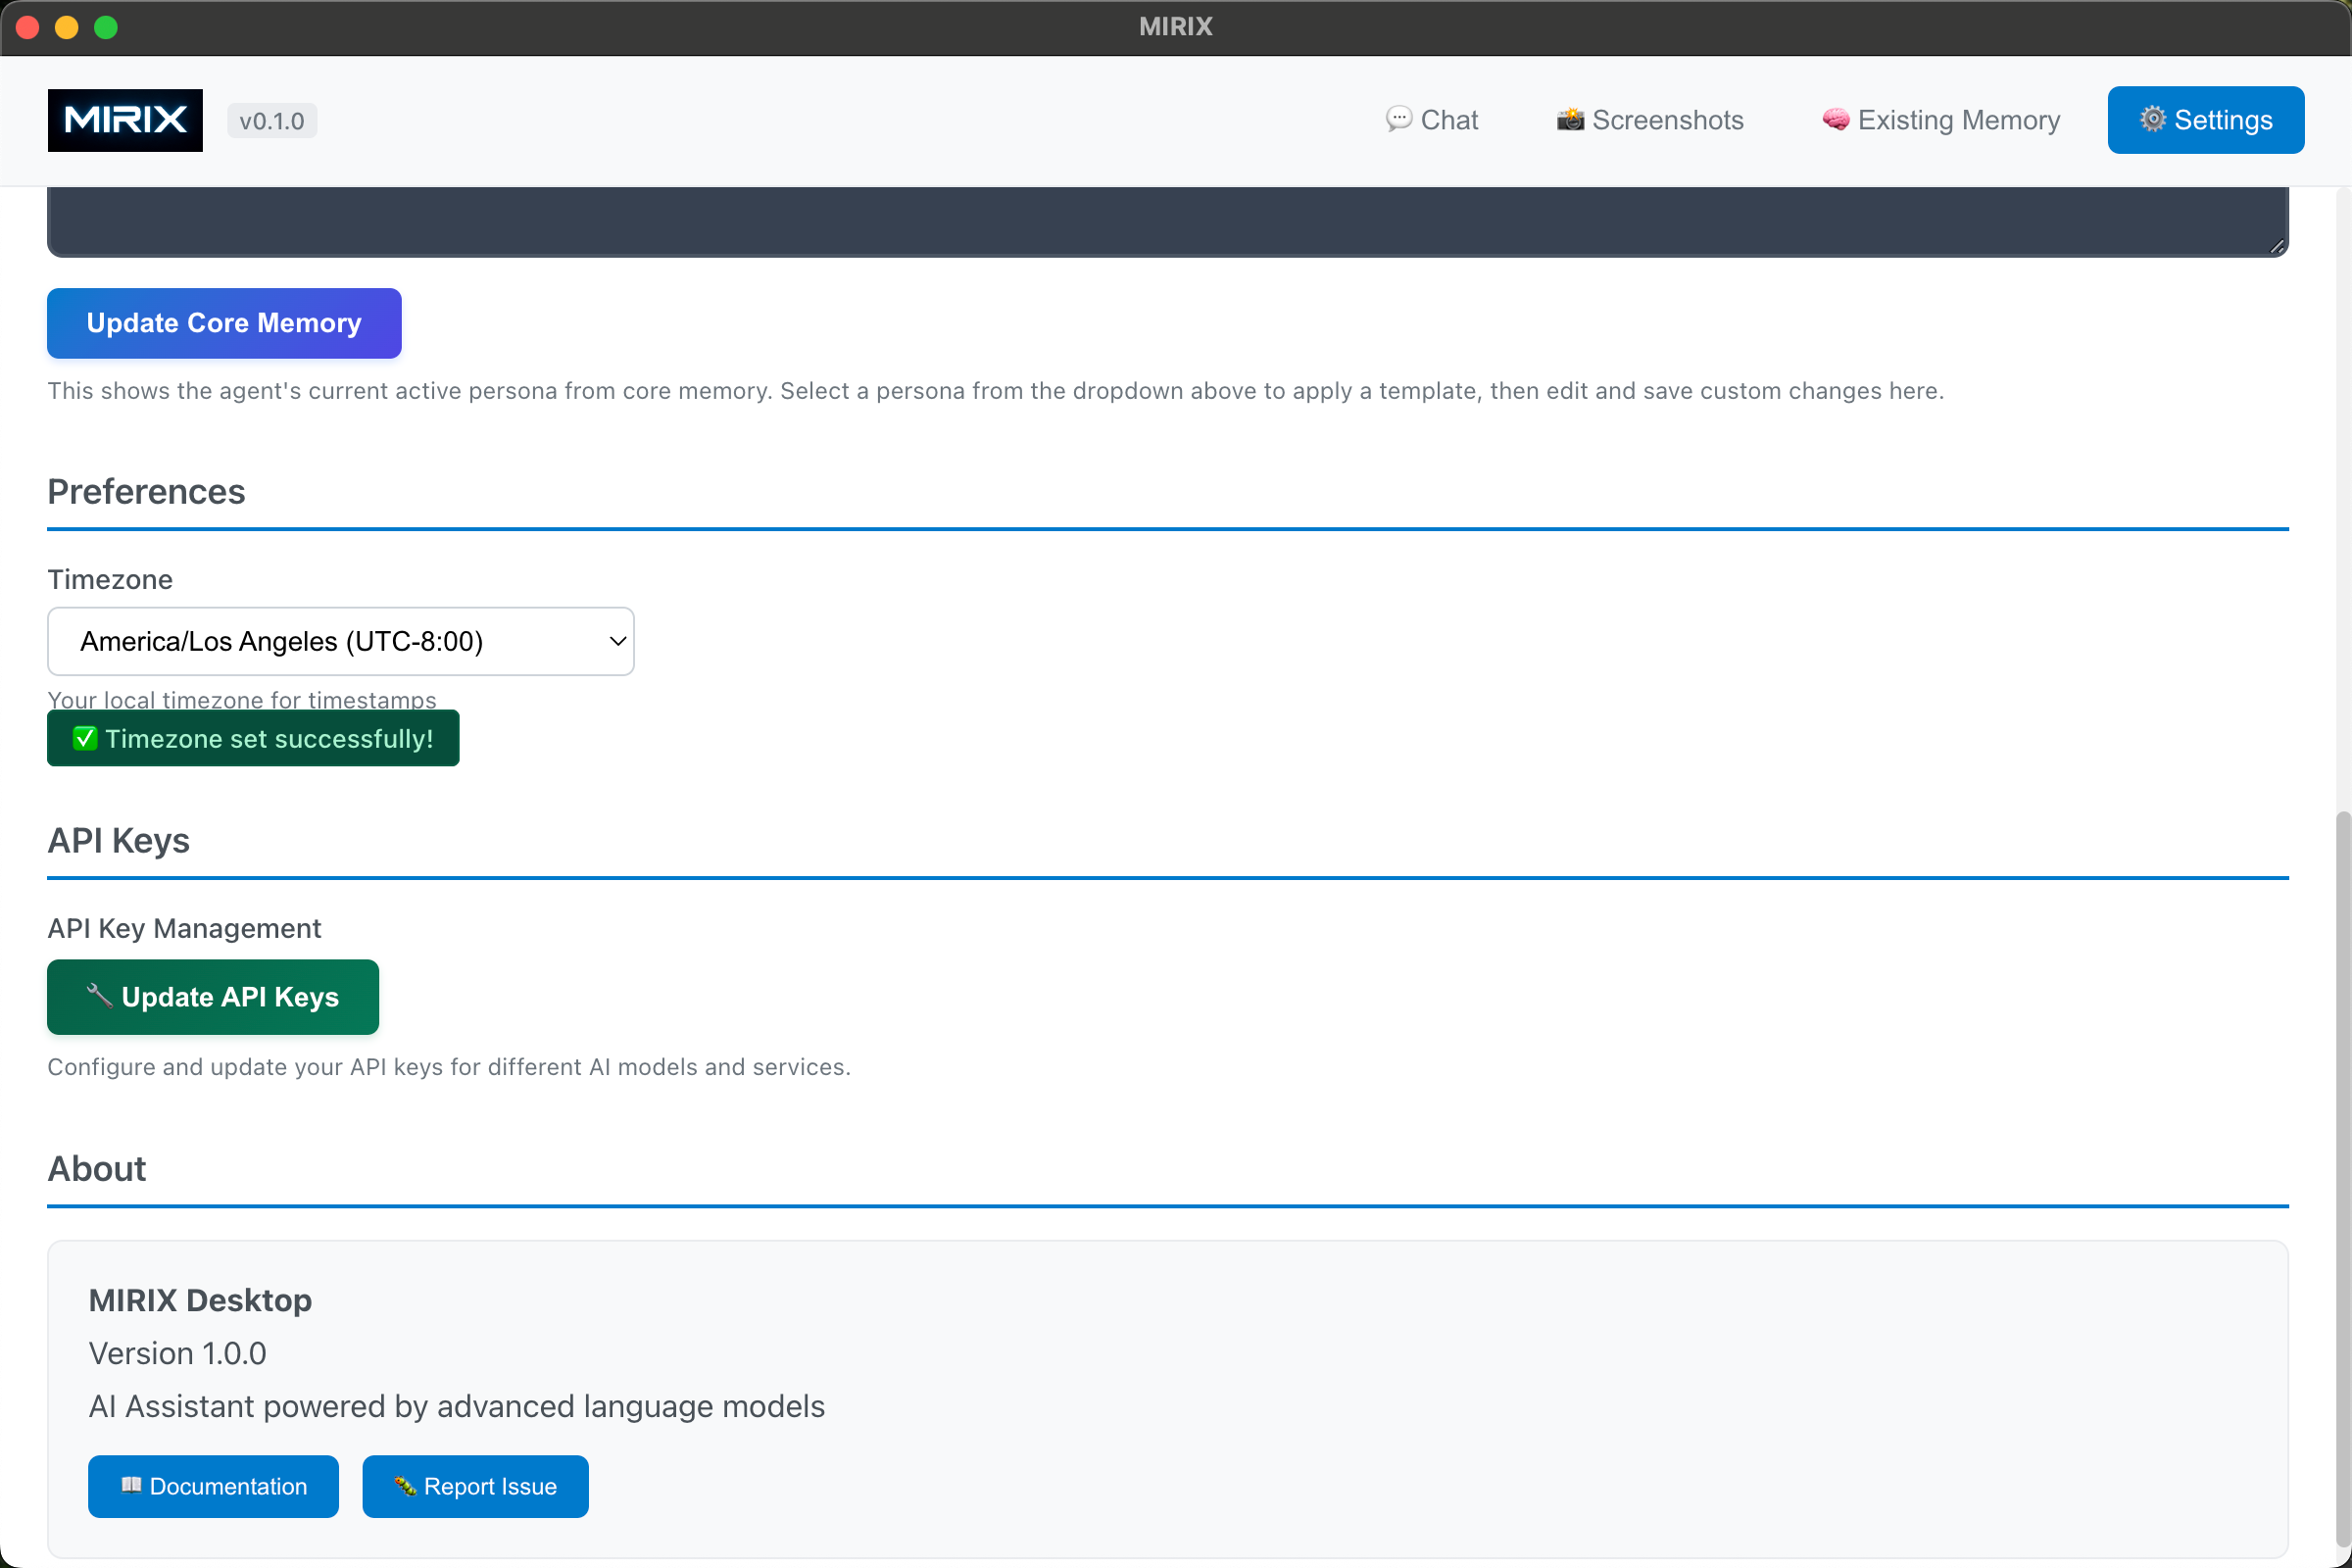 MIRIX
MIRIX
v0.1.0
💬 Chat
📸 Screenshots
🧠 Existing Memory
⚙️ Settings
Update Core Memory
This shows the agent's current active persona from core memory. Select a persona from the dropdown above to apply a template, then edit and save custom changes here.
Preferences
Timezone
America/Los Angeles (UTC-8:00)
Your local timezone for timestamps
✅ Timezone set successfully!
API Keys
API Key Management
🔧 Update API Keys
Configure and update your API keys for different AI models and services.
About
MIRIX Desktop
Version 1.0.0
AI Assistant powered by advanced language models
📖 Documentation
🐛 Report Issue